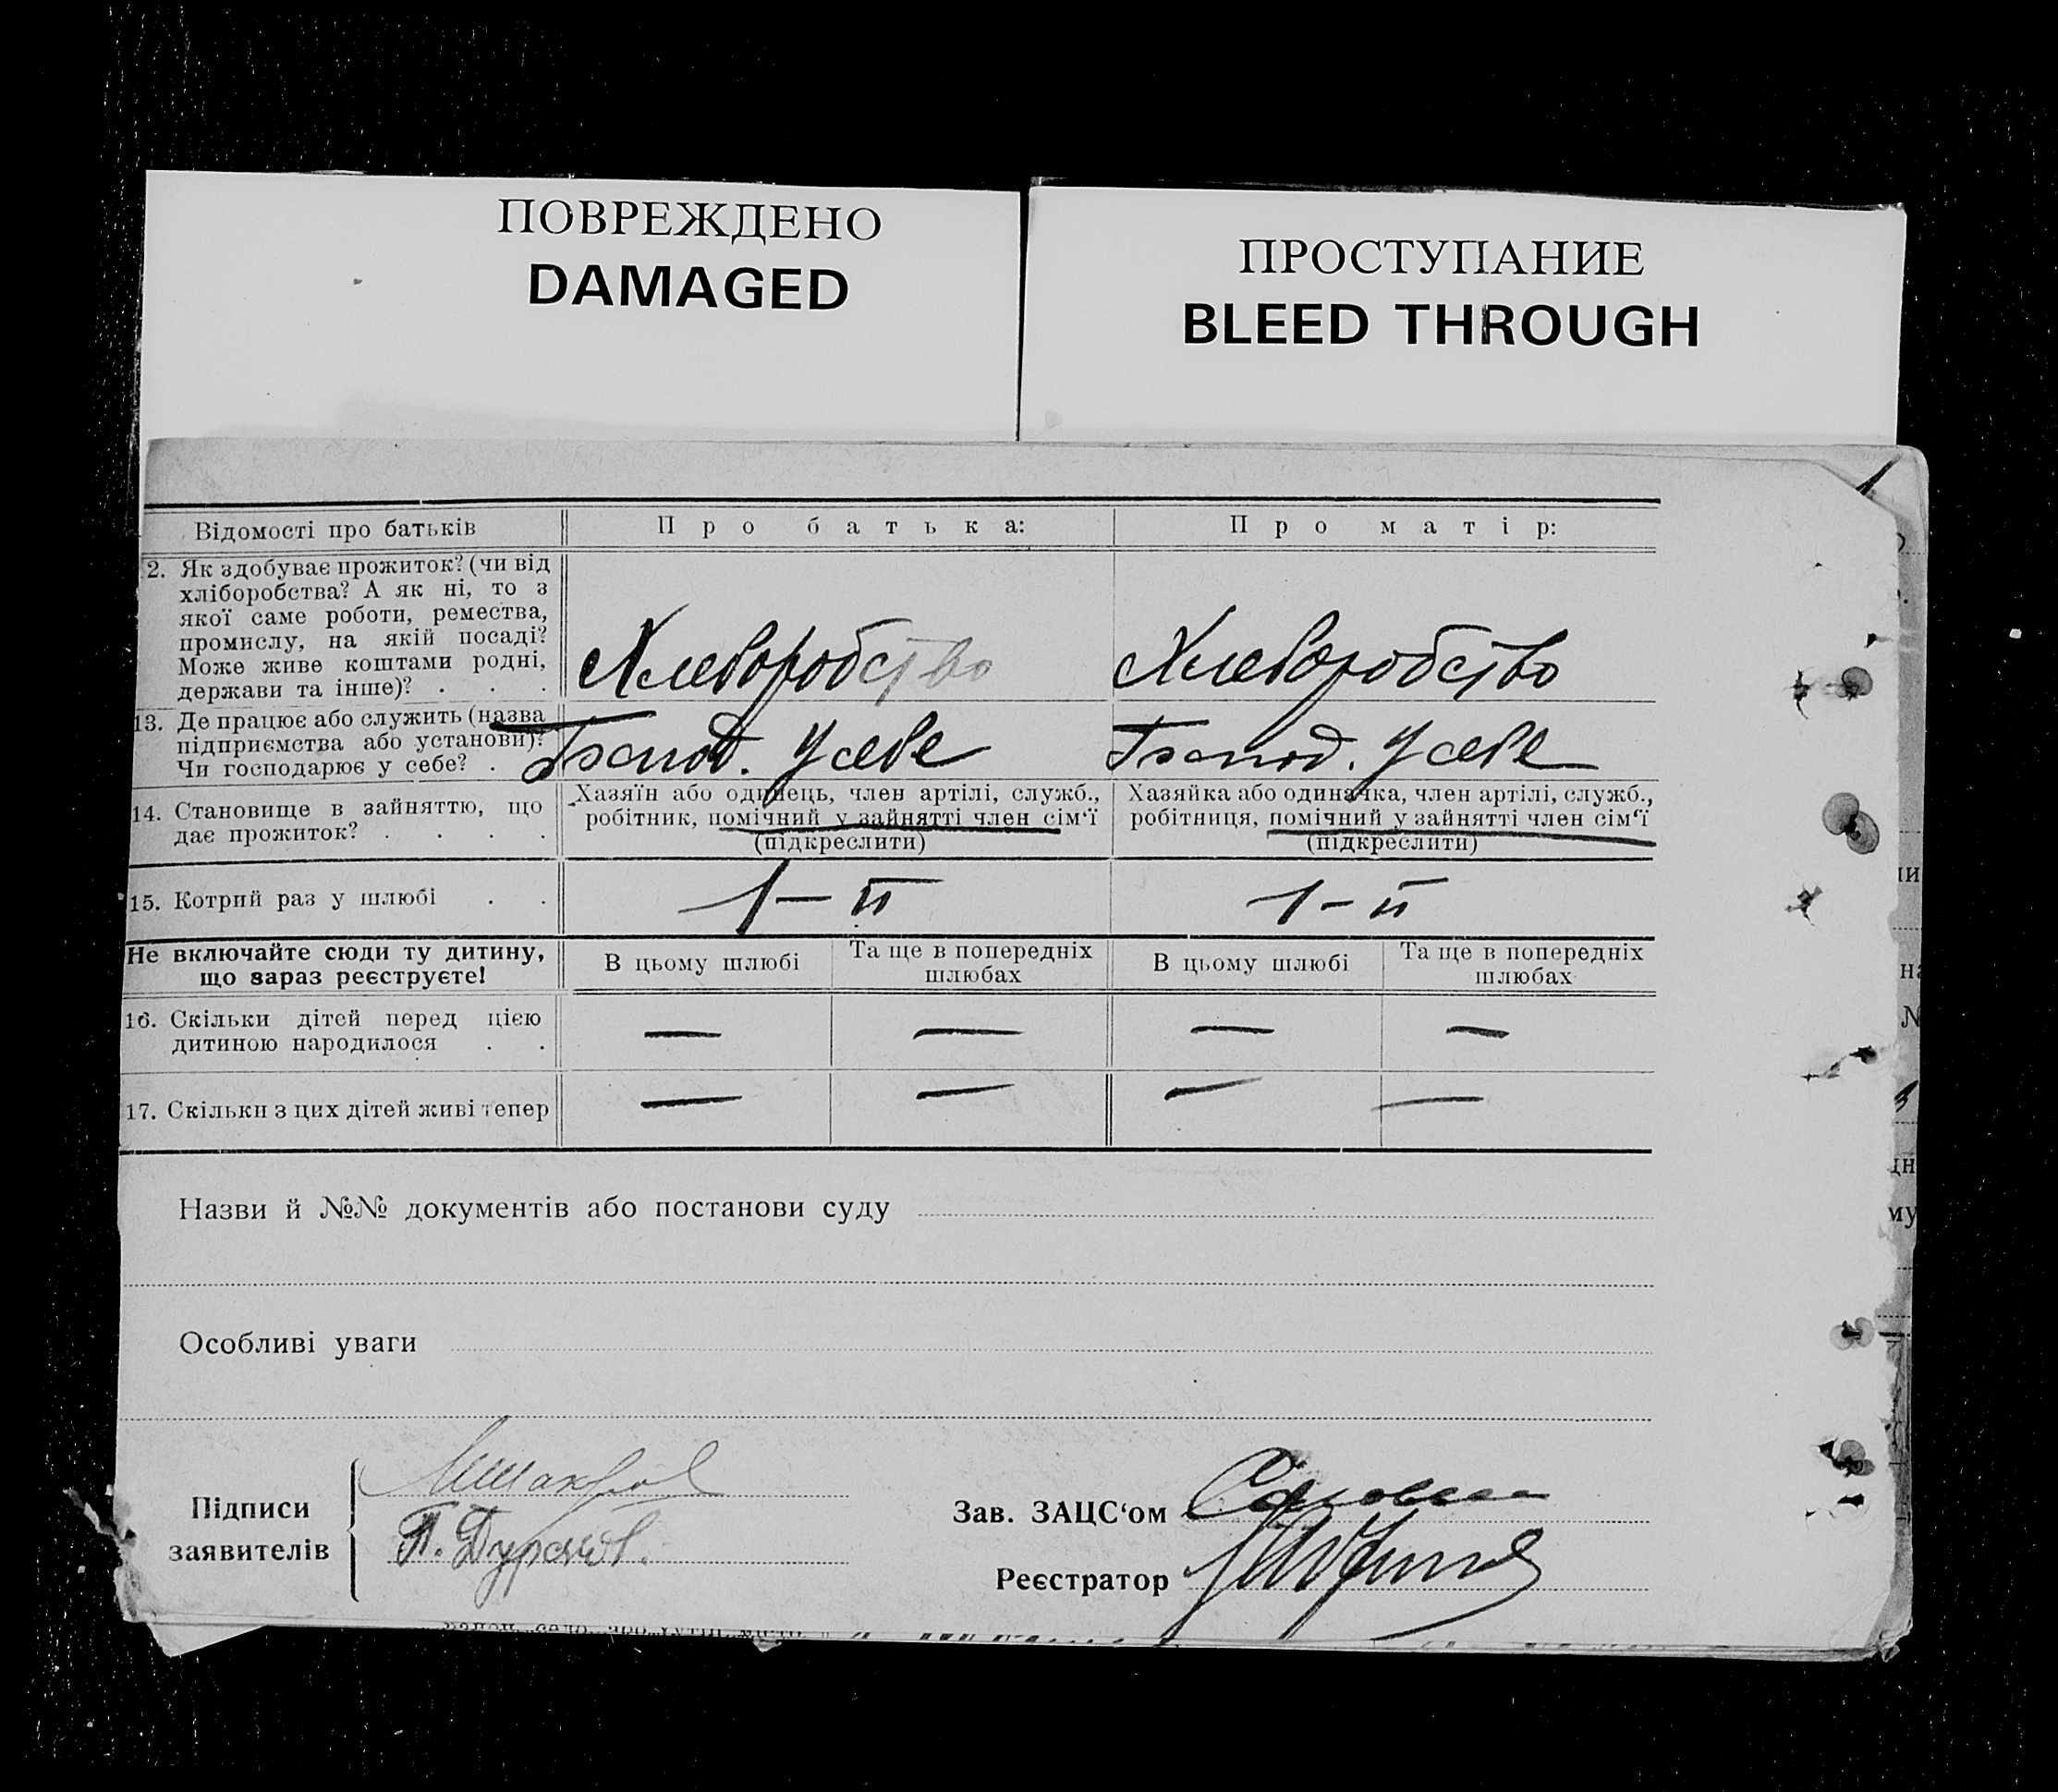 ПОВРЕЖДЕНО
DAMAGED
ПРОСТУПАНИЕ
BLEED THROUGH
Відомості про батьків
Про батька:
Про матір:
2. Як здобуває прожиток? (чи від
хліборобства? А як ні, то з
якої саме роботи, ремества,
промислу, на якій посаді?
Може живе коштами родні,
держави та інше)? . . .
Хлеборобство
Хлеборобство
13. Де працює або служить (назва
підприємства або установи)?
Чи господарює у себе? .
Господ. У себе
Господ. У себе
14. Становище в зайняттю, що
дає прожиток? . . . .
Хазяїн або одинець, член артілі, служб.,
робітник, помічний у зайнятті член сім‘ї
(підкреслити)
Хазяйка або одиначка, член артілі, служб.,
робітниця, помічний у зайнятті член сім‘ї
(підкреслити)
15. Котрий раз у шлюбі . .
1 – й
1 – й
Не включайте сюди ту дитину,
що зараз реєструєте!
В цьому шлюбі
Та ще в попередніх
шлюбах
В цьому шлюбі
Та ще в попередніх
шлюбах
16. Скільки дітей перед цією
дитиною народилося . .
— — — —
17. Скільки з цих дітей живі тепер
— — — —
Назви й №№ документів або постанови суду
Особливі уваги
Підписи
заявителів
Зав. ЗАЦС‘ом
Реєстратор